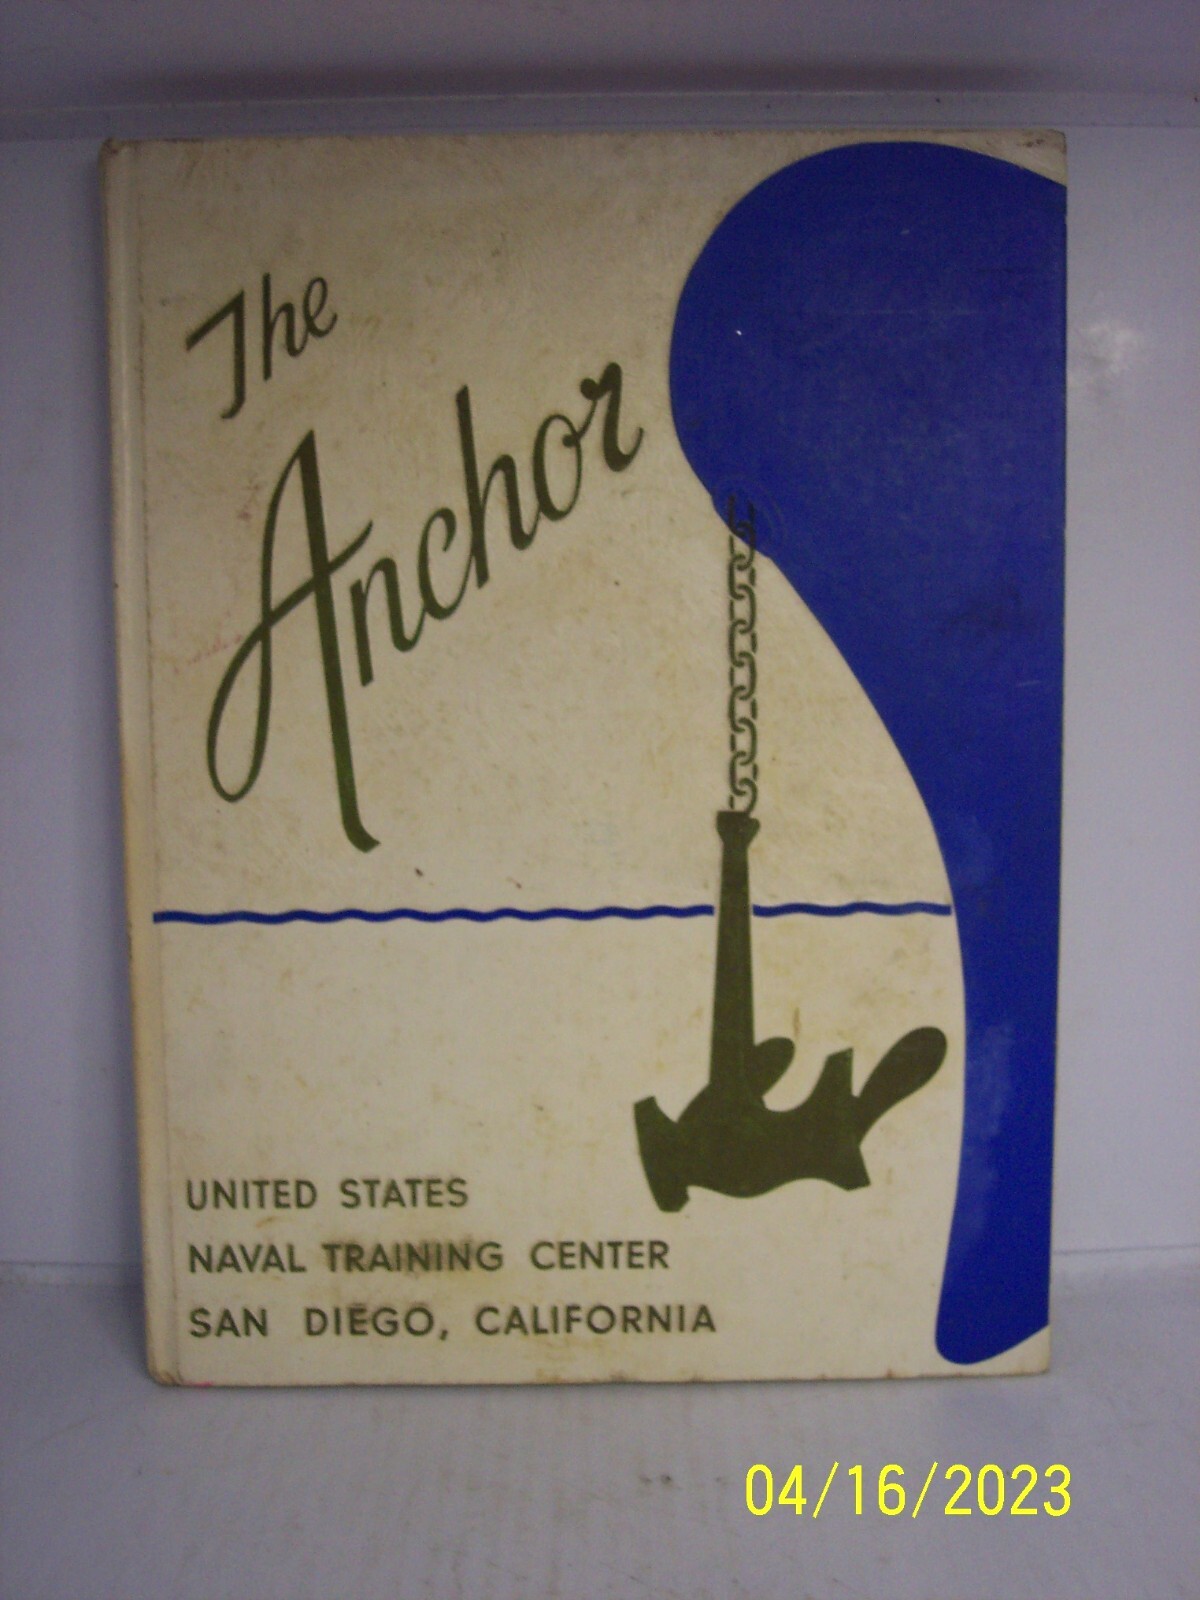 The
Anchor
UNITED STATES
NAVAL TRAINING CENTER
SAN DIEGO, CALIFORNIA
04/16/2023